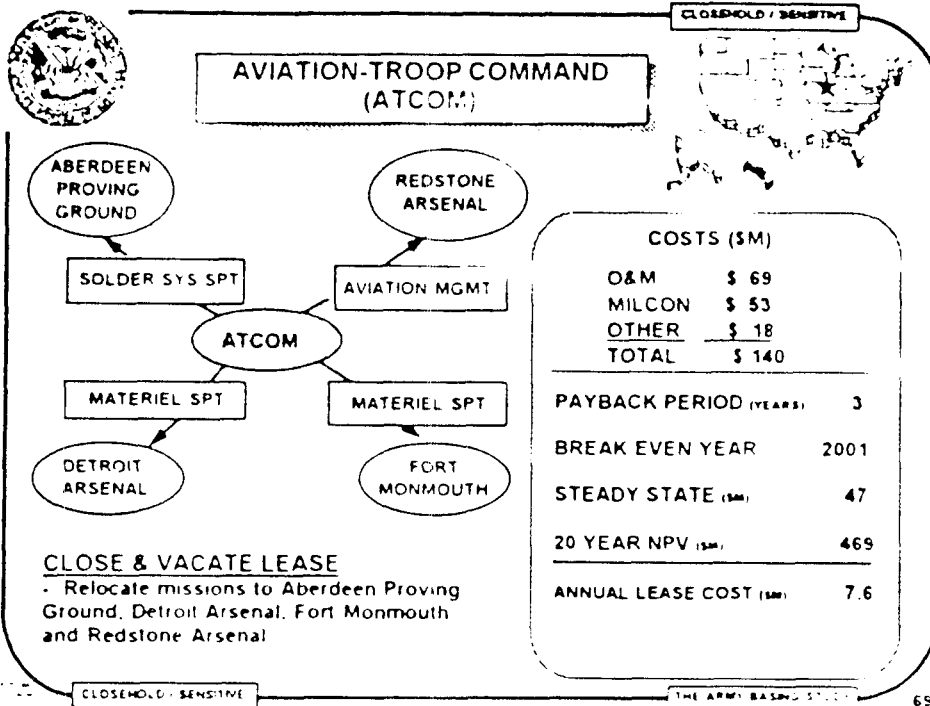 CLOSEHOLD / SENSITIVE
AVIATION-TROOP COMMAND
(ATCOM)
ABERDEEN
PROVING
GROUND
REDSTONE
ARSENAL
SOLDER SYS SPT
AVIATION MGMT
ATCOM
MATERIEL SPT
MATERIEL SPT
DETROIT
ARSENAL
FORT
MONMOUTH
COSTS ($M)
O&M $ 69
MILCON $ 53
OTHER $ 18
TOTAL $ 140
PAYBACK PERIOD (YEARS) 3
BREAK EVEN YEAR 2001
STEADY STATE ($M) 47
20 YEAR NPV ($M) 469
ANNUAL LEASE COST ($M) 7.6
CLOSE & VACATE LEASE
- Relocate missions to Aberdeen Proving
Ground, Detroit Arsenal, Fort Monmouth
and Redstone Arsenal
CLOSEHOLD / SENSITIVE
THE ARMY BASING STUDY
69